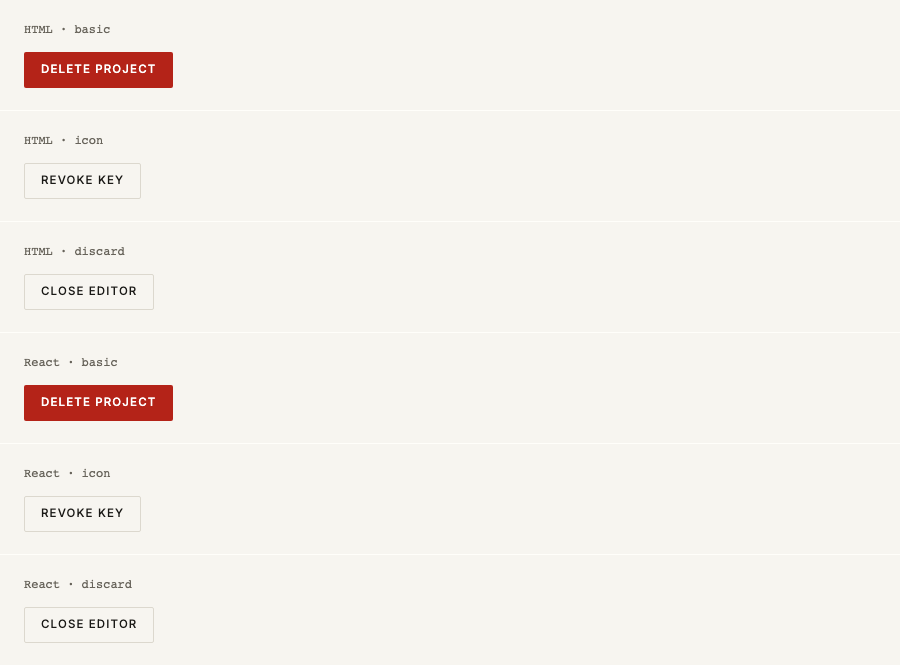 HTML · basic
DELETE PROJECT
HTML · icon
REVOKE KEY
HTML · discard
CLOSE EDITOR
React · basic
DELETE PROJECT
React · icon
REVOKE KEY
React · discard
CLOSE EDITOR